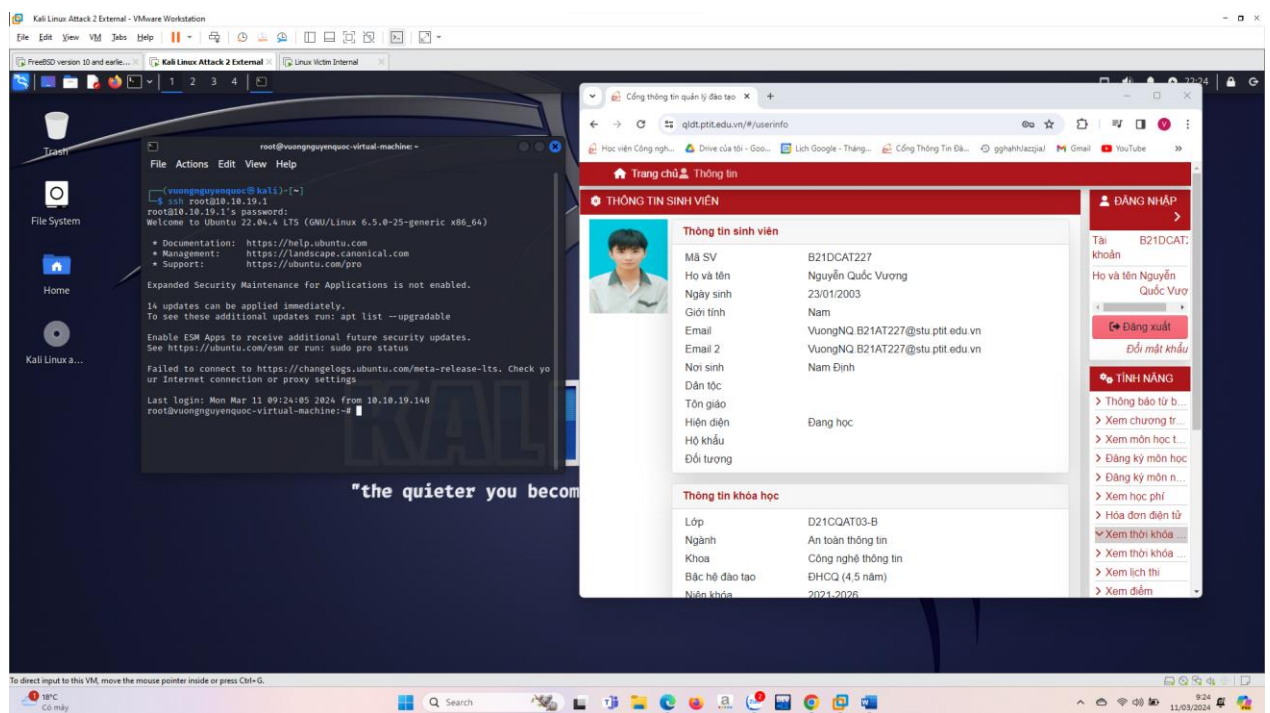 Kali Linux Attack 2 External - VMware Workstation
File Edit View VM Tabs Help
FreeBSD version 10 and earlie...
Kali Linux Attack 2 External
Linux Victim Internal
1 2 3 4
22:24
Trash
File System
Home
Kali Linux a...
root@vuongnguyenquoc-virtual-machine: ~
File Actions Edit View Help
(vuongnguyenquoc㉿kali)-[~]
$ ssh root@10.10.19.1
root@10.10.19.1's password:
Welcome to Ubuntu 22.04.4 LTS (GNU/Linux 6.5.0-25-generic x86_64)
* Documentation: https://help.ubuntu.com
* Management: https://landscape.canonical.com
* Support: https://ubuntu.com/pro
Expanded Security Maintenance for Applications is not enabled.
14 updates can be applied immediately.
To see these additional updates run: apt list --upgradable
Enable ESM Apps to receive additional future security updates.
See https://ubuntu.com/esm or run: sudo pro status
Failed to connect to https://changelogs.ubuntu.com/meta-release-lts. Check yo
ur Internet connection or proxy settings
Last login: Mon Mar 11 09:24:05 2024 from 10.10.19.148
root@vuongnguyenquoc-virtual-machine:~#
KALI
"the quieter you becom
Cổng thông tin quản lý đào tạo
qldt.ptit.edu.vn/#/userinfo
Học viện Công ngh...
Drive của tôi - Goo...
Lịch Google - Tháng...
Cổng Thông Tin Đà...
gghahhJazzjia/
Gmail
YouTube
Trang chủ
Thông tin
THÔNG TIN SINH VIÊN
Thông tin sinh viên
Mã SV B21DCAT227
Họ và tên Nguyễn Quốc Vượng
Ngày sinh 23/01/2003
Giới tính Nam
Email VuongNQ.B21AT227@stu.ptit.edu.vn
Email 2 VuongNQ.B21AT227@stu.ptit.edu.vn
Nơi sinh Nam Định
Dân tộc
Tôn giáo
Hiện diện Đang học
Hộ khẩu
Đối tượng
Thông tin khóa học
Lớp D21CQAT03-B
Ngành An toàn thông tin
Khoa Công nghệ thông tin
Bậc hệ đào tạo ĐHCQ (4,5 năm)
Niên khóa 2021-2026
ĐĂNG NHẬP
Tài khoản B21DCAT:
Họ và tên Nguyễn
Quốc Vượ
Đăng xuất
Đổi mật khẩu
TÍNH NĂNG
Thông báo từ b...
Xem chương tr...
Xem môn học t...
Đăng ký môn học
Đăng ký môn n...
Xem học phí
Hóa đơn điện tử
Xem thời khóa ...
Xem thời khóa ...
Xem lịch thi
Xem điểm
To direct input to this VM, move the mouse pointer inside or press Ctrl+G.
1
18°C
Có mây
Search
9:24
11/03/2024